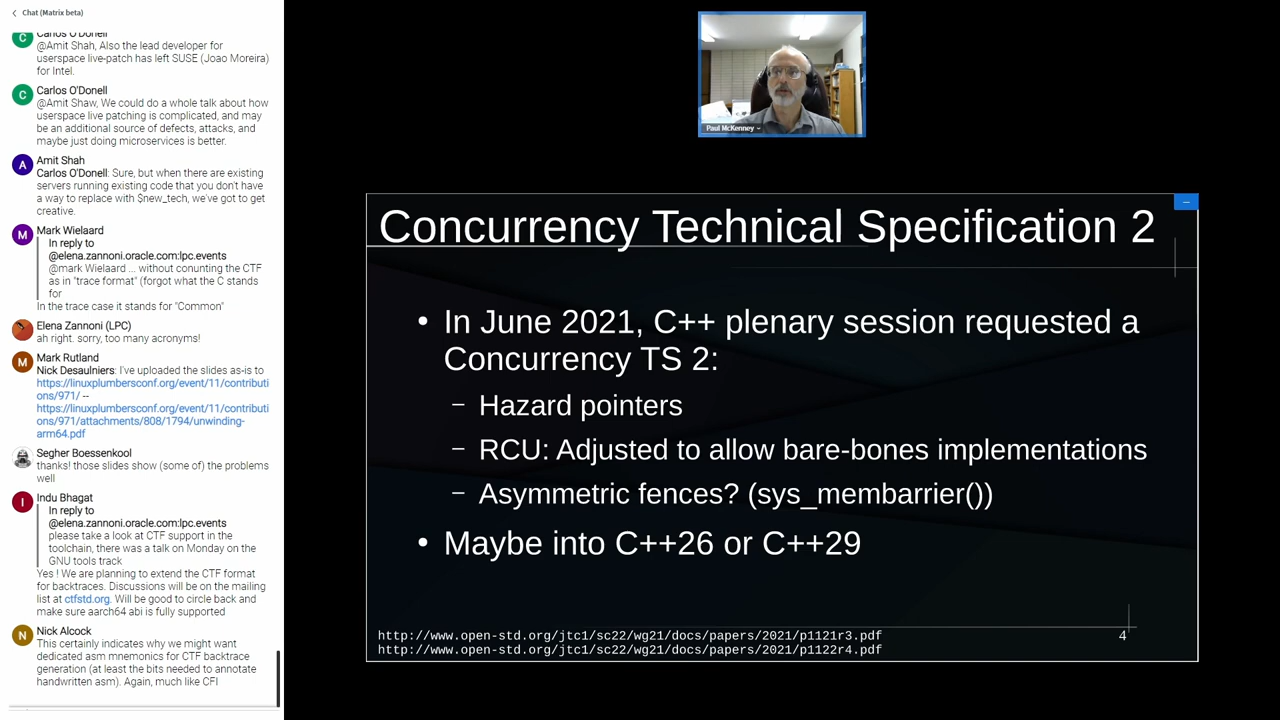 Chat (Matrix beta)
Carlos O'Donell
@Amit Shah, Also the lead developer for
userspace live-patch has left SUSE (Joao Moreira)
for Intel.
Carlos O'Donell
@Amit Shaw, We could do a whole talk about how
userspace live patching is complicated, and may
be an additional source of defects, attacks, and
maybe just doing microservices is better.
Amit Shah
Carlos O'Donell: Sure, but when there are existing
servers running existing code that you don't have
a way to replace with $new_tech, we've got to get
creative.
Mark Wielaard
In reply to
@elena.zannoni.oracle.com:lpc.events
@mark Wielaard ... without conunting the CTF
as in "trace format" (forgot what the C stands
for
In the trace case it stands for "Common"
Elena Zannoni (LPC)
ah right. sorry, too many acronyms!
Mark Rutland
Nick Desaulniers: I've uploaded the slides as-is to
https://linuxplumbersconf.org/event/11/contributi
ons/971/ --
https://linuxplumbersconf.org/event/11/contributi
ons/971/attachments/808/1794/unwinding-
arm64.pdf
Segher Boessenkool
thanks! those slides show (some of) the problems
well
Indu Bhagat
In reply to
@elena.zannoni.oracle.com:lpc.events
please take a look at CTF support in the
toolchain, there was a talk on Monday on the
GNU tools track
Yes ! We are planning to extend the CTF format
for backtraces. Discussions will be on the mailing
list at ctfstd.org. Will be good to circle back and
make sure aarch64 abi is fully supported
Nick Alcock
This certainly indicates why we might want
dedicated asm mnemonics for CTF backtrace
generation (at least the bits needed to annotate
handwritten asm). Again, much like CFI
C
C
A
M
M
I
N
Paul McKenney
Concurrency Technical Specification 2
• In June 2021, C++ plenary session requested a
Concurrency TS 2:
– Hazard pointers
– RCU: Adjusted to allow bare-bones implementations
– Asymmetric fences? (sys_membarrier())
• Maybe into C++26 or C++29
http://www.open-std.org/jtc1/sc22/wg21/docs/papers/2021/p1121r3.pdf
http://www.open-std.org/jtc1/sc22/wg21/docs/papers/2021/p1122r4.pdf
4